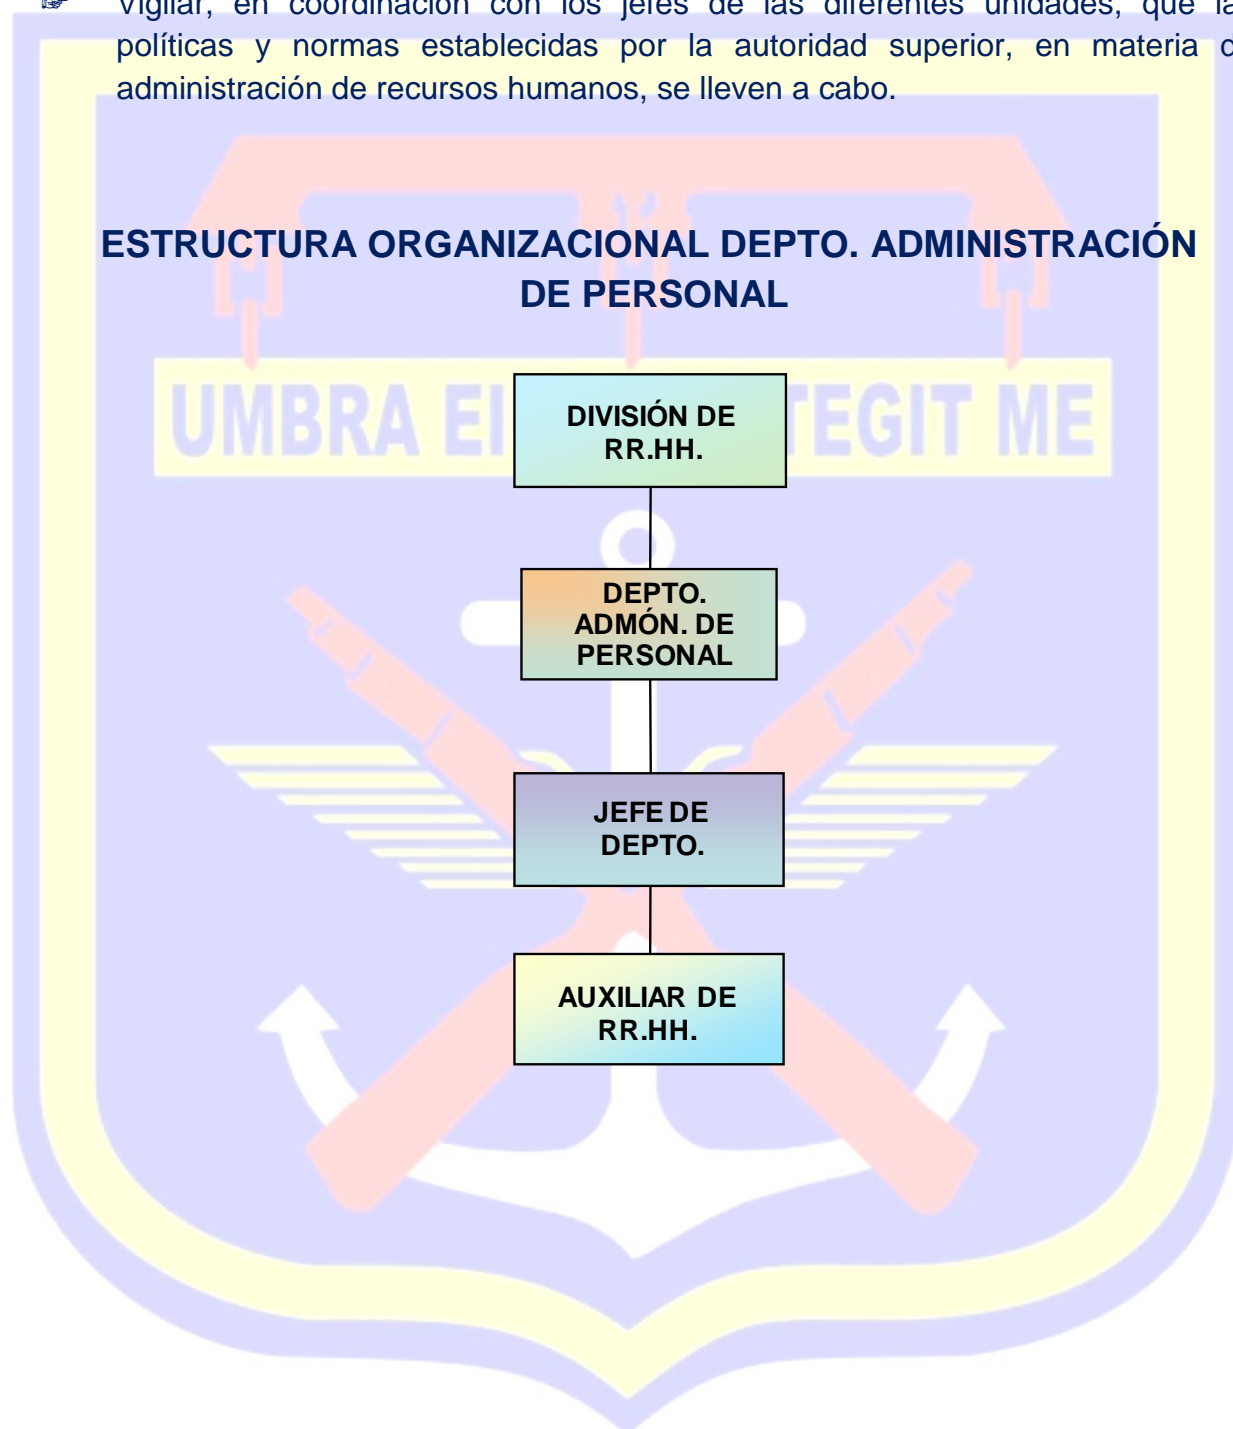 Vigilar, en coordinación con los jefes de las diferentes unidades, que
políticas y normas establecidas por la autoridad superior, en materia
administración de recursos humanos, se lleven a cabo.
ESTRUCTURA ORGANIZACIONAL DEPTO. ADMINISTRACIÓN
DE PERSONAL
UMBRA EI TEGIT ME
DIVISIÓN DE
RR.HH.
DEPTO.
ADMÓN. DE
PERSONAL
JEFE DE
DEPTO.
AUXILIAR DE
RR.HH.